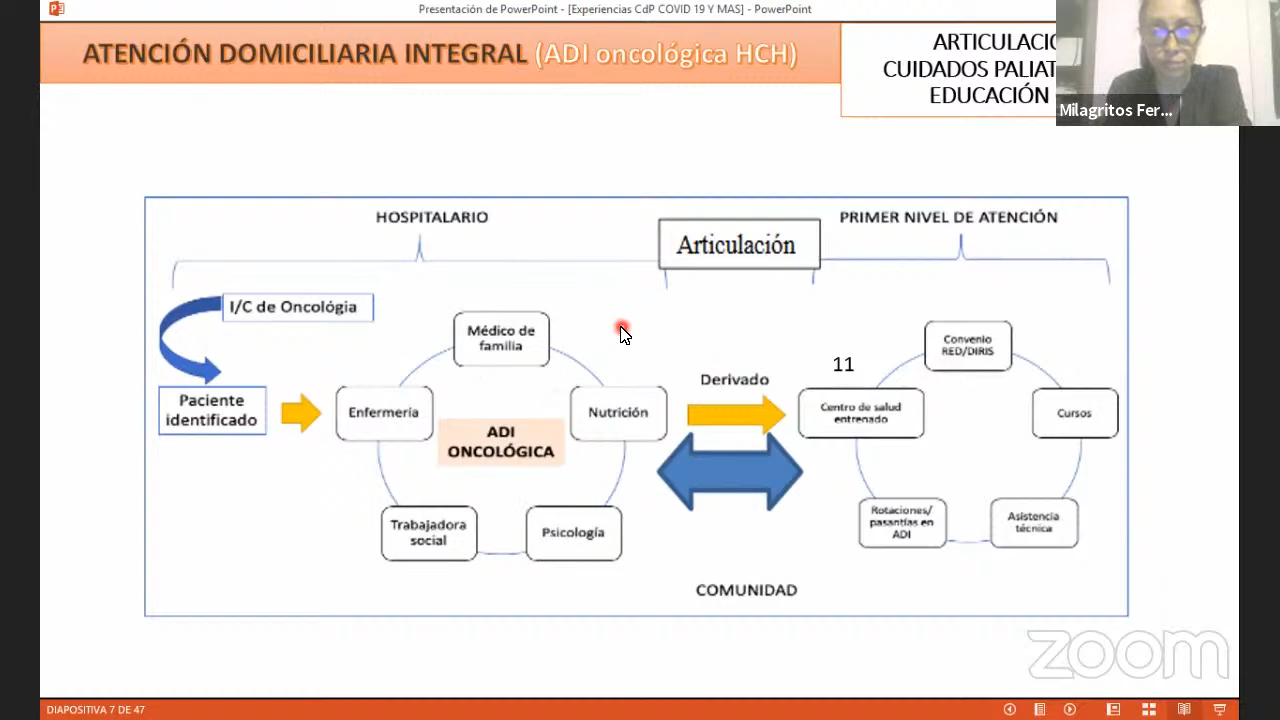 Presentación de PowerPoint - [Experiencias CdP COVID 19 Y MAS] - PowerPoint
ATENCIÓN DOMICILIARIA INTEGRAL (ADI oncológica HCH)
ARTICULACIO
CUIDADOS PALIAT
EDUCACIÓN
Milagritos Fer...
HOSPITALARIO
Articulación
PRIMER NIVEL DE ATENCIÓN
I/C de Oncológia
Paciente
identificado
Médico de
familia
Enfermería
Nutrición
ADI
ONCOLÓGICA
Trabajadora
social
Psicología
Derivado
11
Convenio
RED/DIRIS
Centro de salud
entrenado
Cursos
Rotaciones/
pasantías en
ADI
Asistencia
técnica
COMUNIDAD
zoom
DIAPOSITIVA 7 DE 47